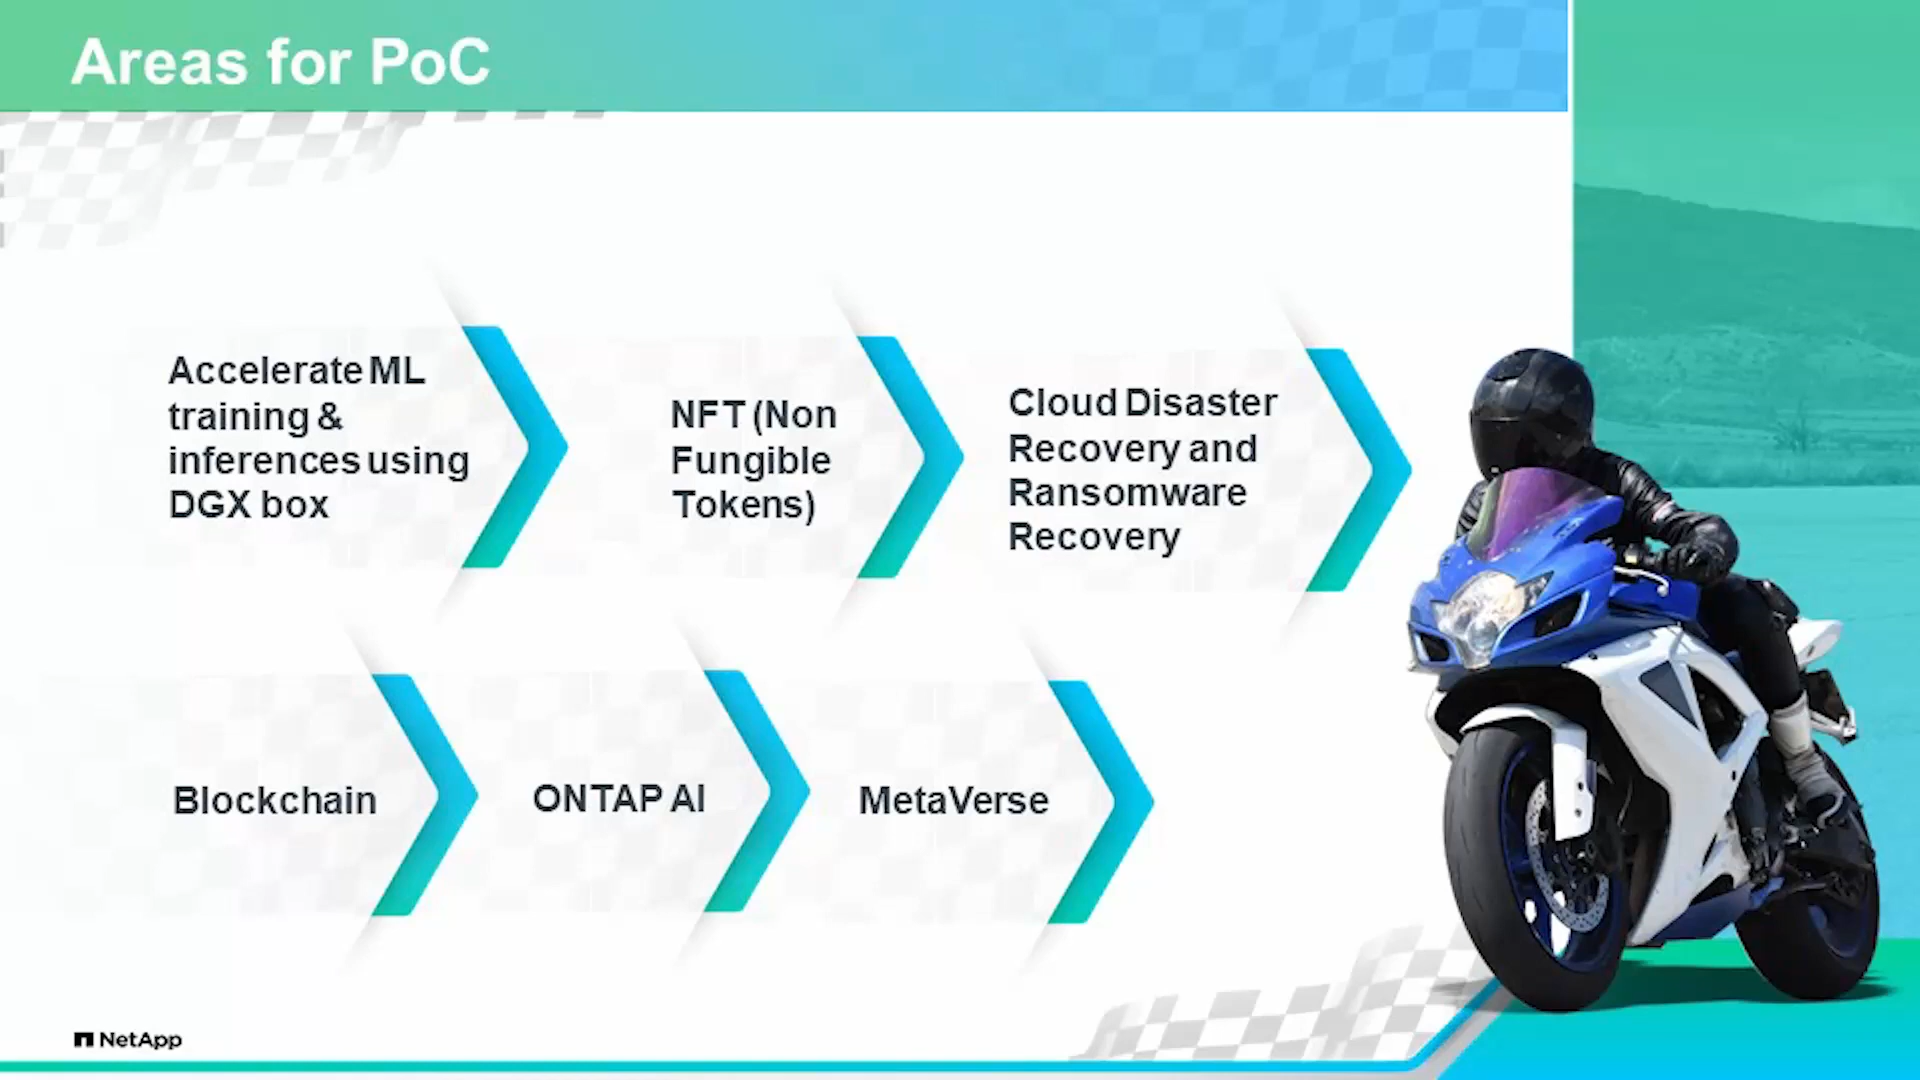 Areas for PoC
Accelerate ML
training &
inferences using
DGX box
NFT (Non
Fungible
Tokens)
Cloud Disaster
Recovery and
Ransomware
Recovery
Blockchain
ONTAP AI
MetaVerse
NetApp